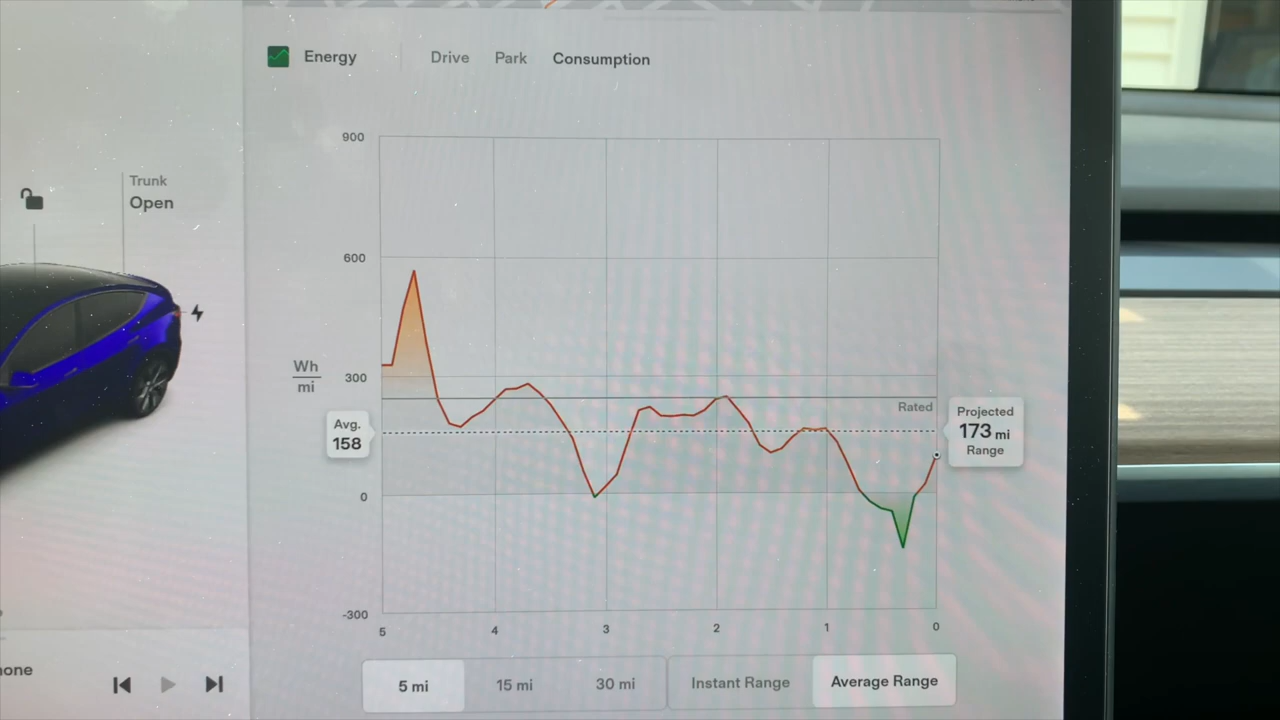 Energy
Drive
Park
Consumption
Trunk
Open
900
600
300
0
-300
Wh
mi
Avg.
158
Rated
Projected
173 mi
Range
5
4
3
2
1
0
5 mi
15 mi
30 mi
Instant Range
Average Range